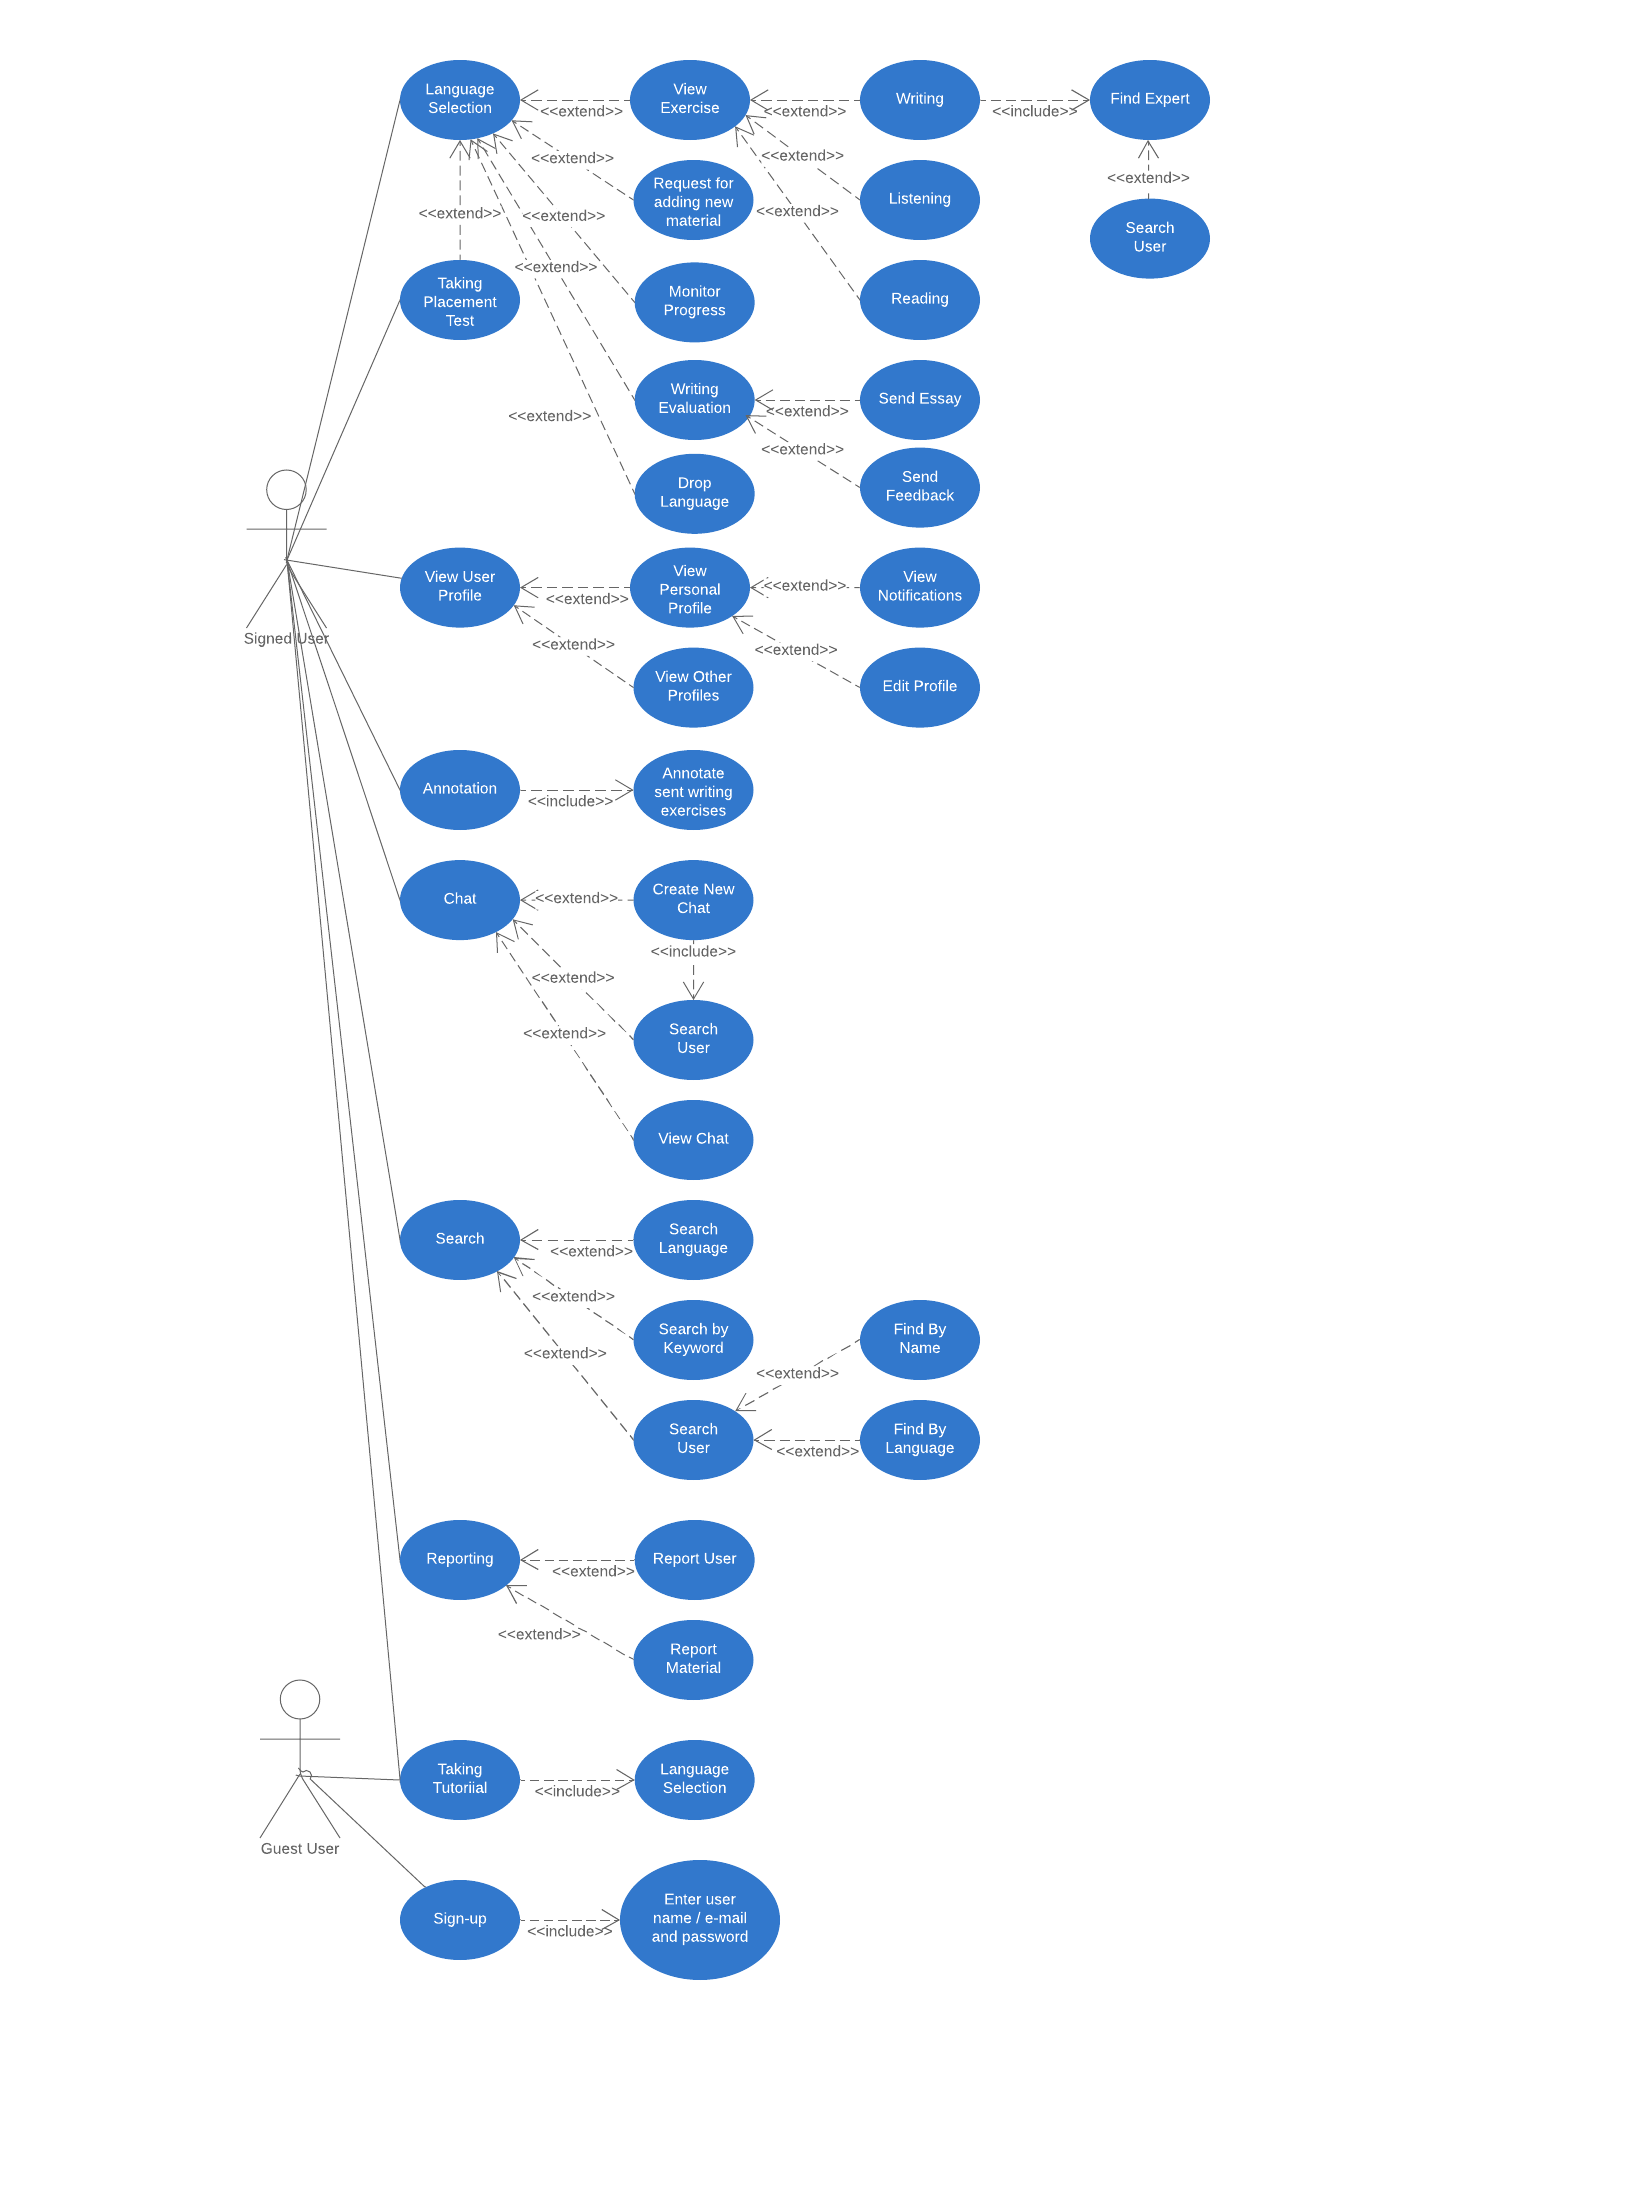 Language
Selection
<<extend>>
View
Exercise
<<extend>>
Writing
<<include>>
Find Expert
<<extend>>
Request for
adding new
material
<<extend>>
Listening
<<extend>>
Search
User
<<extend>>
<<extend>>
<<extend>>
Taking
Placement
Test
<<extend>>
Monitor
Progress
Reading
Writing
Evaluation
<<extend>>
Send Essay
<<extend>>
<<extend>>
Drop
Language
Send
Feedback
View User
Profile
<<extend>>
View
Personal
Profile
<<extend>>
View
Notifications
Signed User
<<extend>>
View Other
Profiles
<<extend>>
Edit Profile
Annotation
<<include>>
Annotate
sent writing
exercises
Chat
<<extend>>
Create New
Chat
<<include>>
<<extend>>
<<extend>>
Search
User
View Chat
Search
<<extend>>
Search
Language
<<extend>>
Search by
Keyword
<<extend>>
Find By
Name
<<extend>>
Search
User
<<extend>>
Find By
Language
Reporting
<<extend>>
Report User
<<extend>>
Report
Material
Taking
Tutoriial
<<include>>
Language
Selection
Guest User
Sign-up
<<include>>
Enter user
name / e-mail
and password